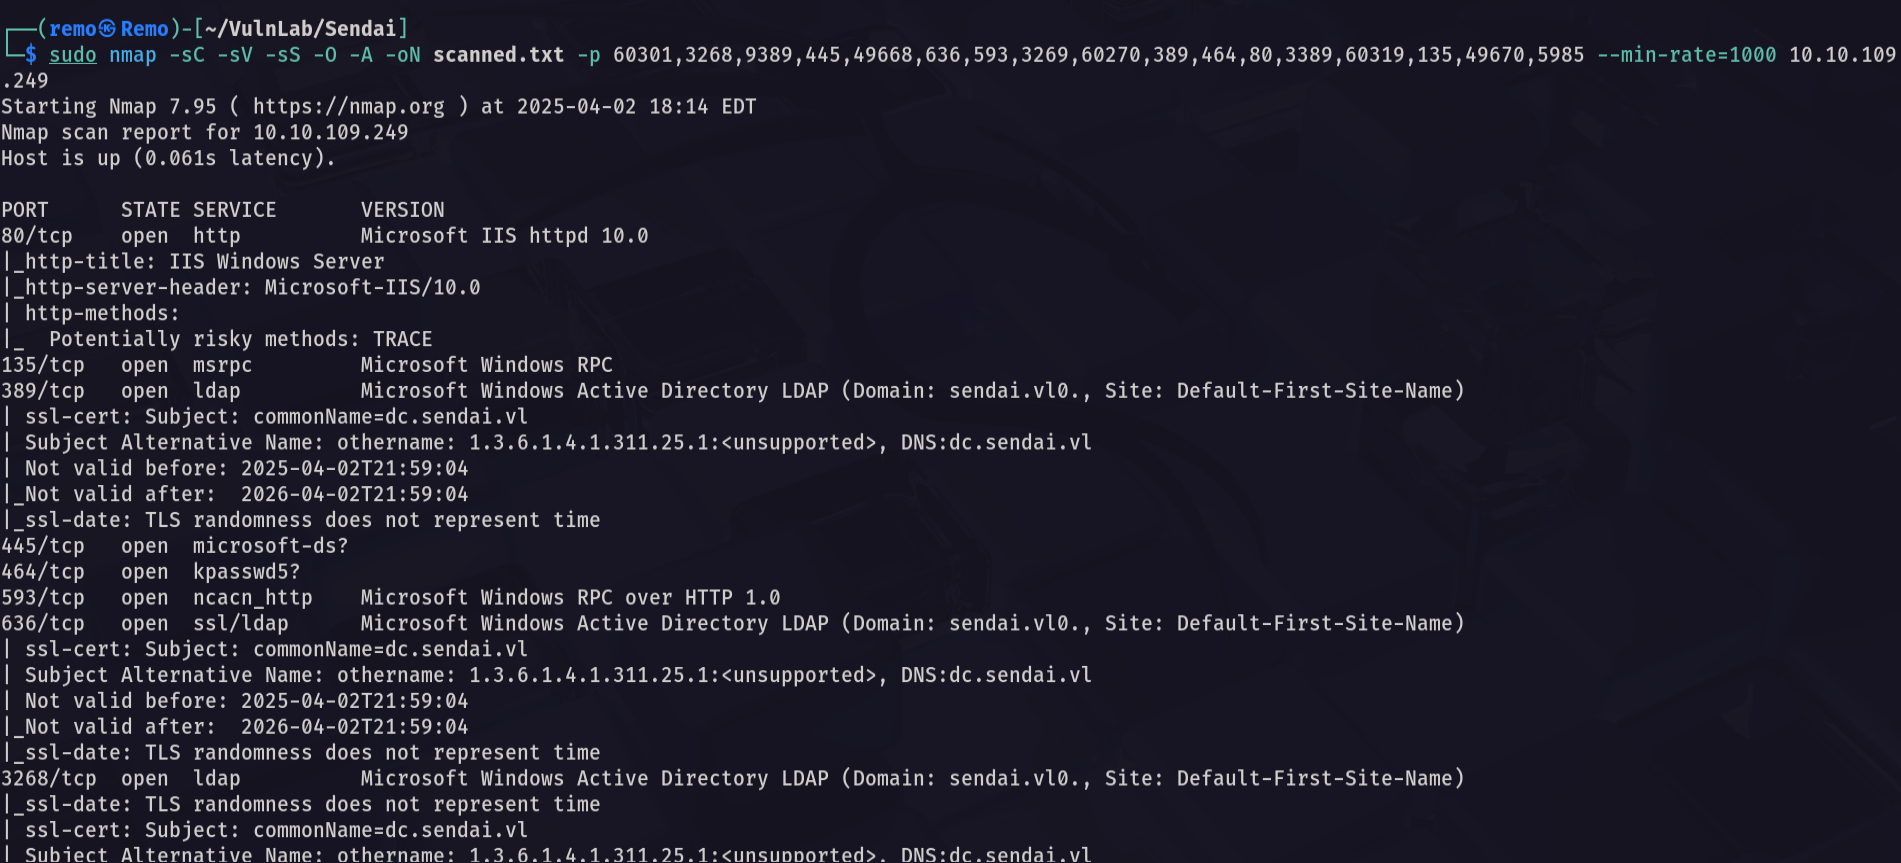 ┌──(remo㉿Remo)-[~/VulnLab/Sendai]
└─$ sudo nmap -sC -sV -sS -O -A -oN scanned.txt -p 60301,3268,9389,445,49668,636,593,3269,60270,389,464,80,3389,60319,135,49670,5985 --min-rate=1000 10.10.109
.249
Starting Nmap 7.95 ( https://nmap.org ) at 2025-04-02 18:14 EDT
Nmap scan report for 10.10.109.249
Host is up (0.061s latency).

PORT      STATE SERVICE       VERSION
80/tcp    open  http          Microsoft IIS httpd 10.0
|_http-title: IIS Windows Server
|_http-server-header: Microsoft-IIS/10.0
| http-methods:
|_  Potentially risky methods: TRACE
135/tcp   open  msrpc         Microsoft Windows RPC
389/tcp   open  ldap          Microsoft Windows Active Directory LDAP (Domain: sendai.vl0., Site: Default-First-Site-Name)
| ssl-cert: Subject: commonName=dc.sendai.vl
| Subject Alternative Name: othername: 1.3.6.1.4.1.311.25.1:<unsupported>, DNS:dc.sendai.vl
| Not valid before: 2025-04-02T21:59:04
|_Not valid after:  2026-04-02T21:59:04
|_ssl-date: TLS randomness does not represent time
445/tcp   open  microsoft-ds?
464/tcp   open  kpasswd5?
593/tcp   open  ncacn_http    Microsoft Windows RPC over HTTP 1.0
636/tcp   open  ssl/ldap      Microsoft Windows Active Directory LDAP (Domain: sendai.vl0., Site: Default-First-Site-Name)
| ssl-cert: Subject: commonName=dc.sendai.vl
| Subject Alternative Name: othername: 1.3.6.1.4.1.311.25.1:<unsupported>, DNS:dc.sendai.vl
| Not valid before: 2025-04-02T21:59:04
|_Not valid after:  2026-04-02T21:59:04
|_ssl-date: TLS randomness does not represent time
3268/tcp  open  ldap          Microsoft Windows Active Directory LDAP (Domain: sendai.vl0., Site: Default-First-Site-Name)
|_ssl-date: TLS randomness does not represent time
| ssl-cert: Subject: commonName=dc.sendai.vl
| Subject Alternative Name: othername: 1.3.6.1.4.1.311.25.1:<unsupported>, DNS:dc.sendai.vl